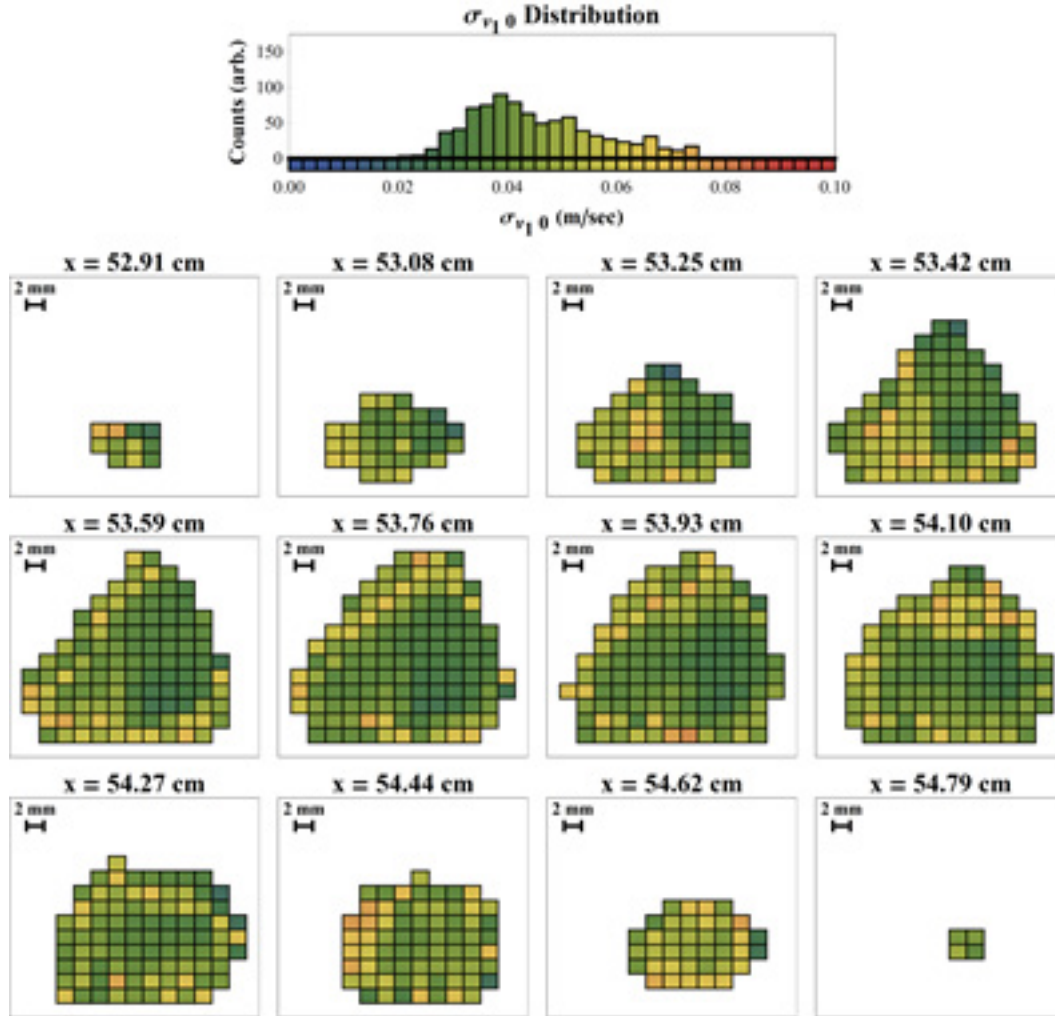 σv1 0 Distribution
Counts (arb.)
150
100
50
0
0.00 0.02 0.04 0.06 0.08 0.10
σv1 0 (m/sec)
x = 52.91 cm x = 53.08 cm x = 53.25 cm x = 53.42 cm
2 mm 2 mm 2 mm 2 mm
x = 53.59 cm x = 53.76 cm x = 53.93 cm x = 54.10 cm
2 mm 2 mm 2 mm 2 mm
x = 54.27 cm x = 54.44 cm x = 54.62 cm x = 54.79 cm
2 mm 2 mm 2 mm 2 mm